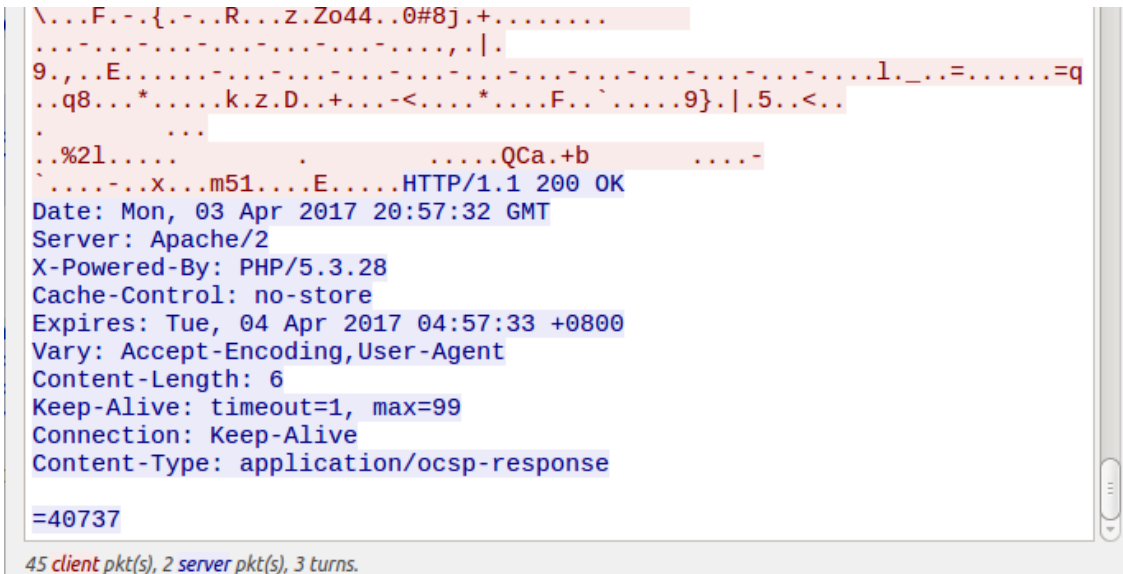 \...F.-.{.-..R...z.Zo44..0#8j.+........
...-...-...-...-...-...-...-....,.|.
9.,..E......-...-...-...-...-...-...-...-...-...-...-....l._..=......=q
..q8...*.....k.z.D..+...-<....*....F..`.....9}.|.5..<..
. ...
..%2l..... . .....QCa.+b ....-
`....-..x...m51....E.....HTTP/1.1 200 OK
Date: Mon, 03 Apr 2017 20:57:32 GMT
Server: Apache/2
X-Powered-By: PHP/5.3.28
Cache-Control: no-store
Expires: Tue, 04 Apr 2017 04:57:33 +0800
Vary: Accept-Encoding,User-Agent
Content-Length: 6
Keep-Alive: timeout=1, max=99
Connection: Keep-Alive
Content-Type: application/ocsp-response
=40737
45 client pkt(s), 2 server pkt(s), 3 turns.